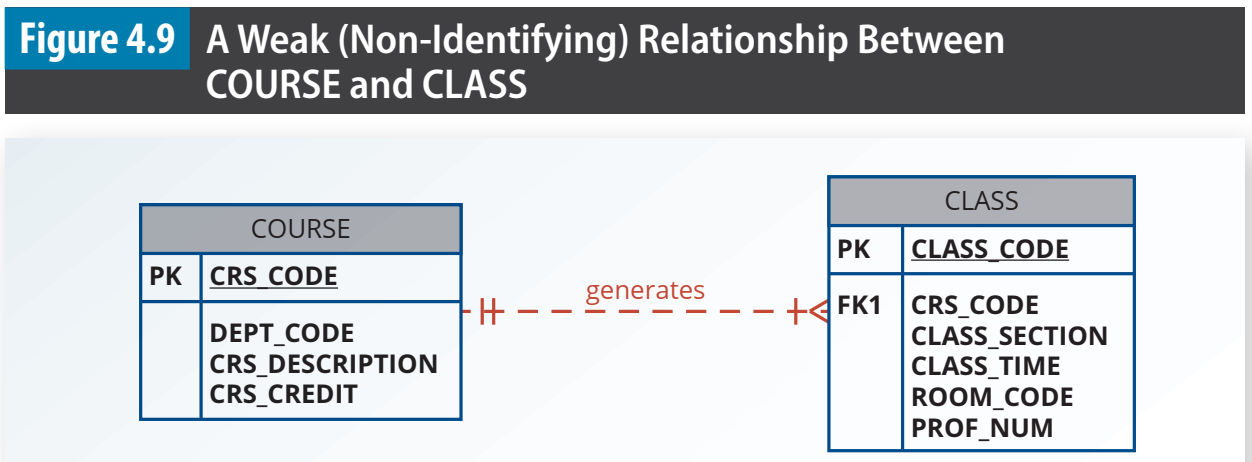 Figure 4.9 A Weak (Non-Identifying) Relationship Between
COURSE and CLASS
COURSE
PK CRS_CODE
DEPT_CODE
CRS_DESCRIPTION
CRS_CREDIT
generates
CLASS
PK CLASS_CODE
FK1 CRS_CODE
CLASS_SECTION
CLASS_TIME
ROOM_CODE
PROF_NUM